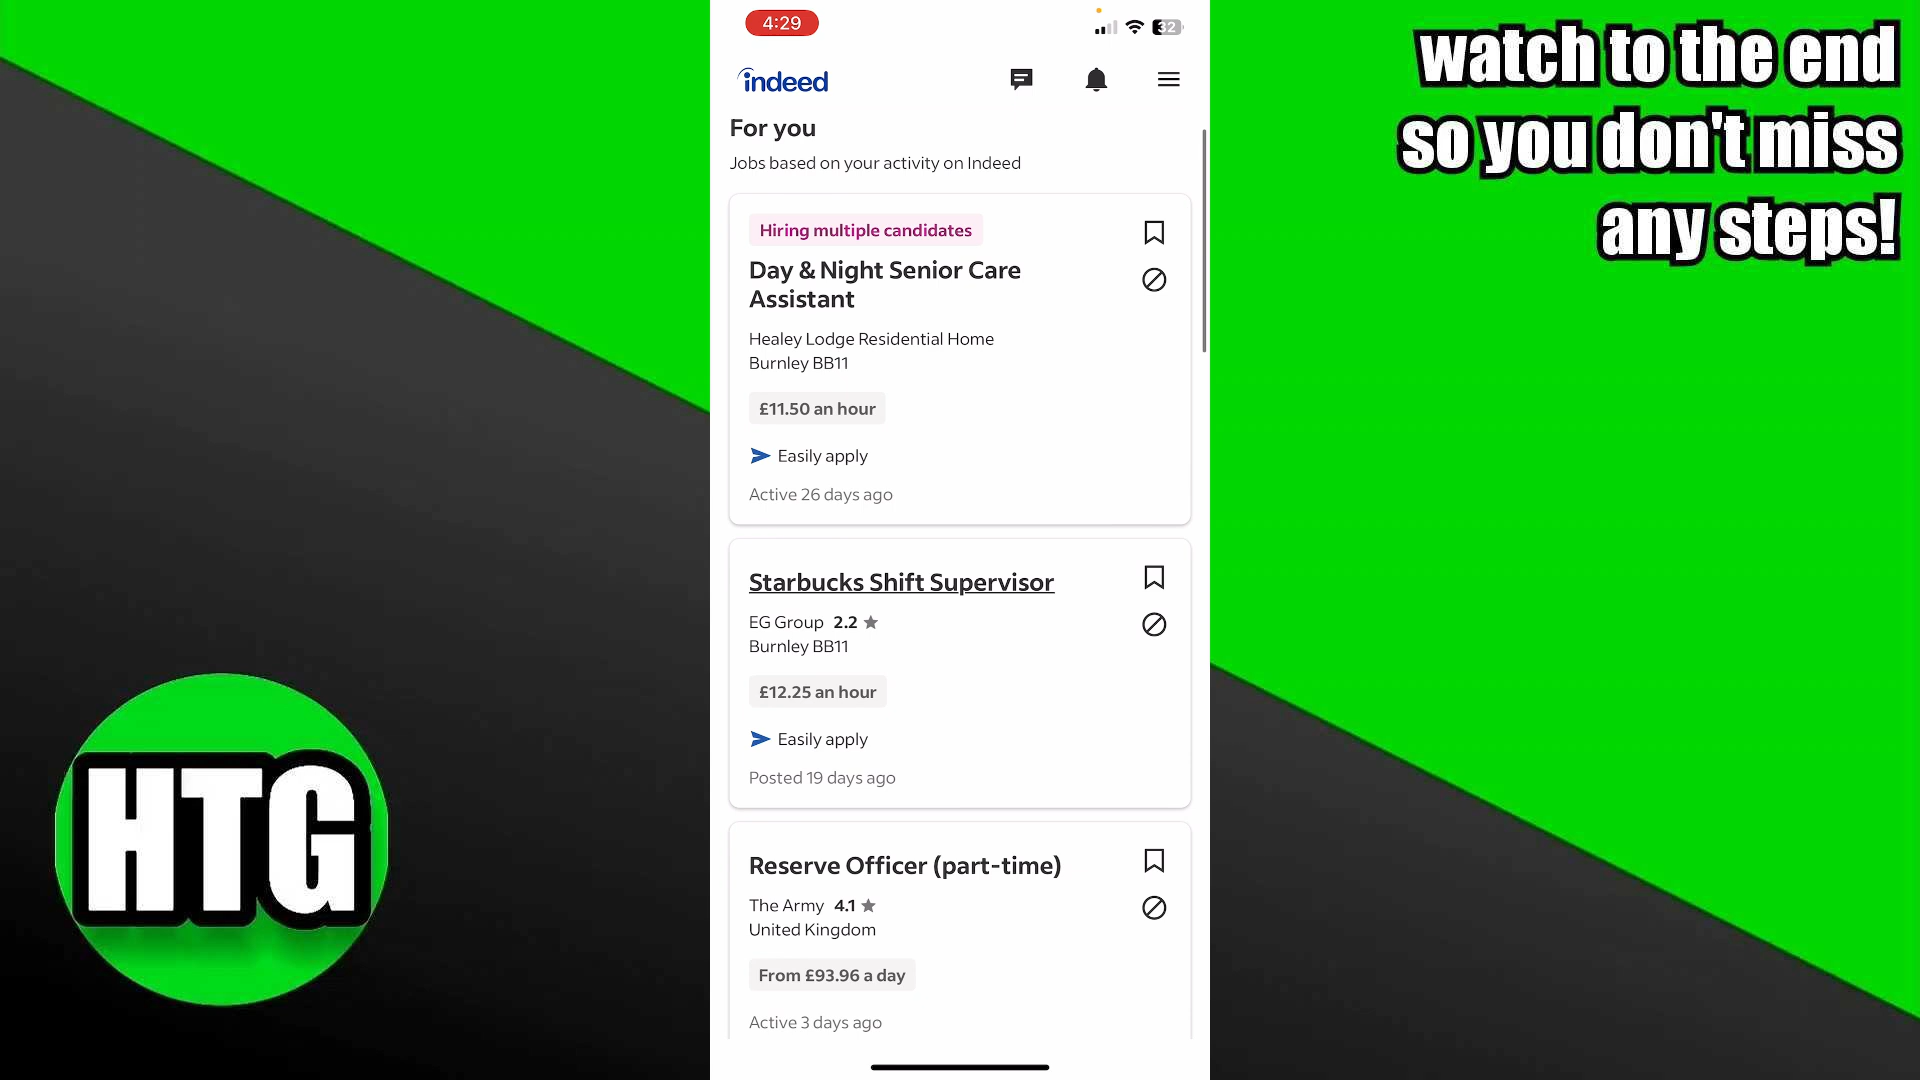 4:29
32
indeed
For you
Jobs based on your activity on Indeed
Hiring multiple candidates
Day & Night Senior Care
Assistant
Healey Lodge Residential Home
Burnley BB11
£11.50 an hour
Easily apply
Active 26 days ago
Starbucks Shift Supervisor
EG Group 2.2 ★
Burnley BB11
£12.25 an hour
Easily apply
Posted 19 days ago
Reserve Officer (part-time)
The Army 4.1 ★
United Kingdom
From £93.96 a day
Active 3 days ago
watch to the end
so you don't miss
any steps!
HTG